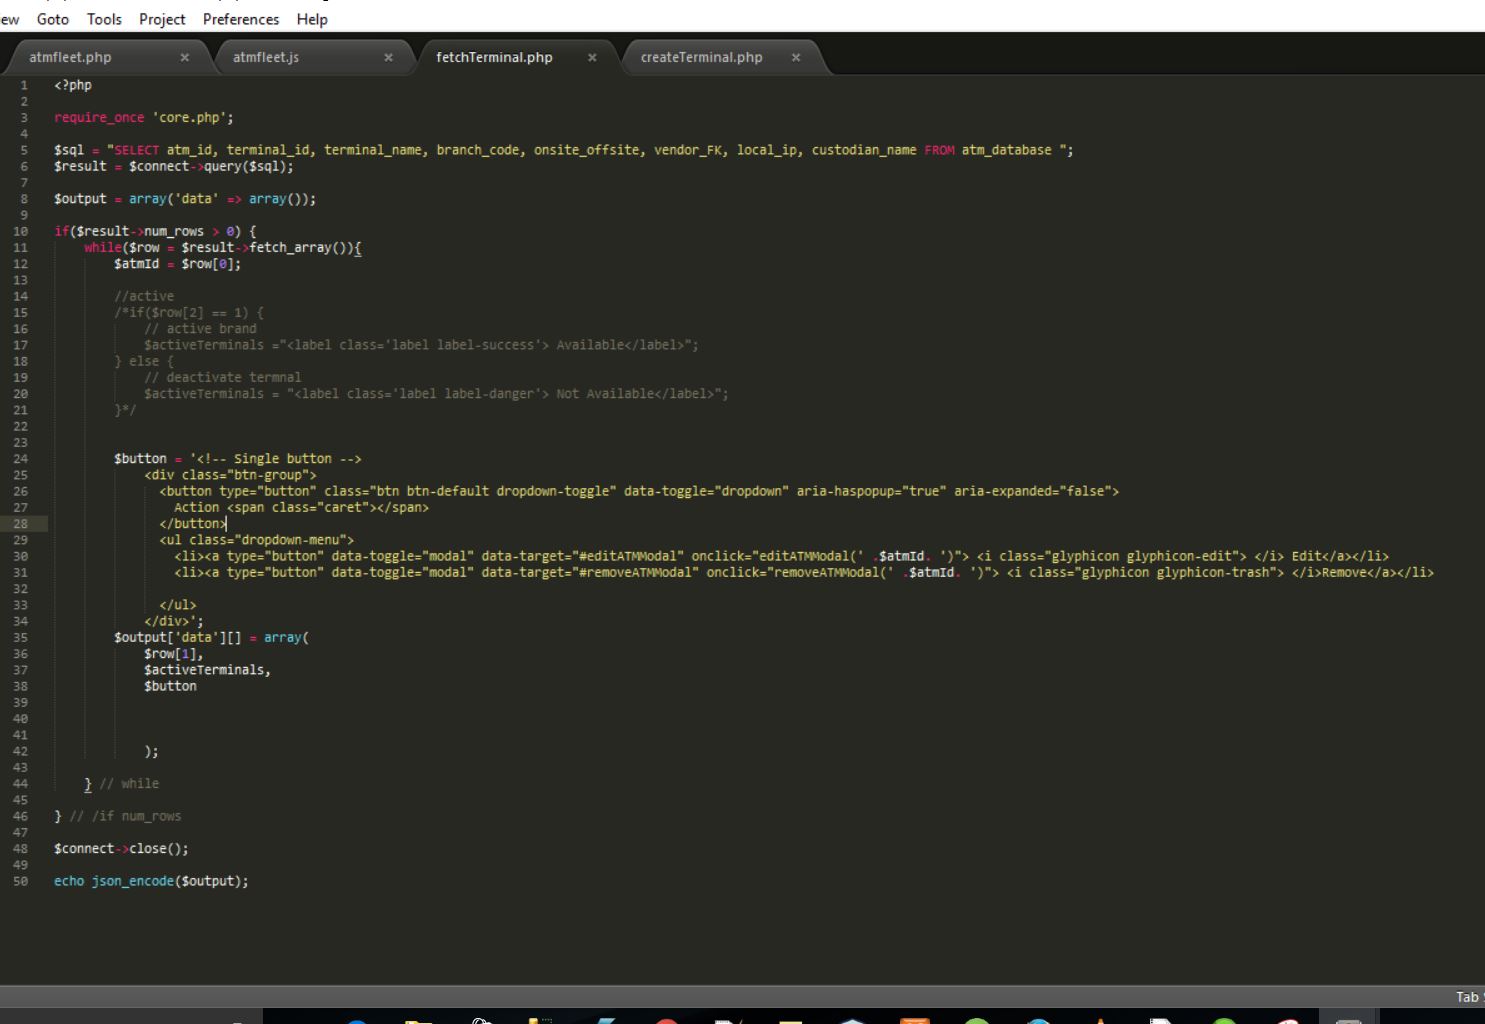 ew Goto Tools Project Preferences Help
atmfleet.php × atmfleet.js × fetchTerminal.php × createTerminal.php ×
1 <?php
2
3 require_once 'core.php';
4
5 $sql = "SELECT atm_id, terminal_id, terminal_name, branch_code, onsite_offsite, vendor_FK, local_ip, custodian_name FROM atm_database ";
6 $result = $connect->query($sql);
7
8 $output = array('data' => array());
9
10 if($result->num_rows > 0) {
11 while($row = $result->fetch_array()){
12 $atmId = $row[0];
13
14 //active
15 /*if($row[2] == 1) {
16 // active brand
17 $activeTerminals ="<label class='label label-success'> Available</label>";
18 } else {
19 // deactivate termnal
20 $activeTerminals = "<label class='label label-danger'> Not Available</label>";
21 }*/
22
23
24 $button = '<!-- Single button -->
25 <div class="btn-group">
26 <button type="button" class="btn btn-default dropdown-toggle" data-toggle="dropdown" aria-haspopup="true" aria-expanded="false">
27 Action <span class="caret"></span>
28 </button>
29 <ul class="dropdown-menu">
30 <li><a type="button" data-toggle="modal" data-target="#editATMModal" onclick="editATMModal(' .$atmId. ')"> <i class="glyphicon glyphicon-edit"> </i> Edit</a></li>
31 <li><a type="button" data-toggle="modal" data-target="#removeATMModal" onclick="removeATMModal(' .$atmId. ')"> <i class="glyphicon glyphicon-trash"> </i>Remove</a></li>
32
33 </ul>
34 </div>';
35 $output['data'][] = array(
36 $row[1],
37 $activeTerminals,
38 $button
39
40
41
42 );
43
44 } // while
45
46 } // /if num_rows
47
48 $connect->close();
49
50 echo json_encode($output);
Tab